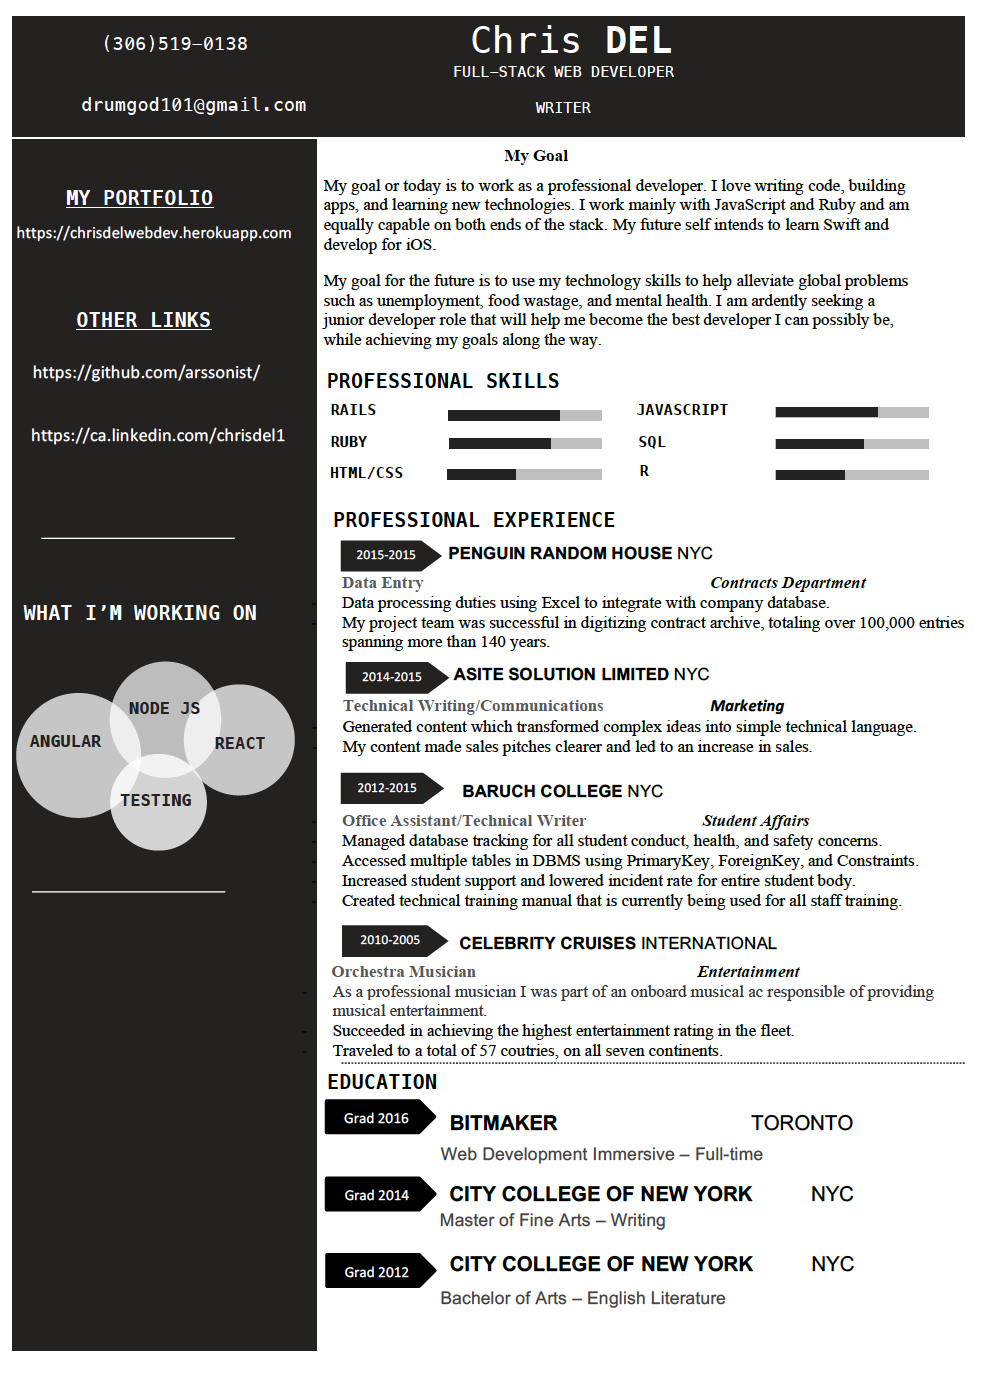 (306)519-0138
drumgod101@gmail.com
Chris DEL
FULL-STACK WEB DEVELOPER
WRITER
MY PORTFOLIO
https://chrisdelwebdev.herokuapp.com
OTHER LINKS
https://github.com/arssonist/
https://ca.linkedin.com/chrisdel1
WHAT I'M WORKING ON
NODE JS
ANGULAR
REACT
TESTING
My Goal
My goal or today is to work as a professional developer. I love writing code, building
apps, and learning new technologies. I work mainly with JavaScript and Ruby and am
equally capable on both ends of the stack. My future self intends to learn Swift and
develop for iOS.
My goal for the future is to use my technology skills to help alleviate global problems
such as unemployment, food wastage, and mental health. I am ardently seeking a
junior developer role that will help me become the best developer I can possibly be,
while achieving my goals along the way.
PROFESSIONAL SKILLS
RAILS
JAVASCRIPT
RUBY
SQL
HTML/CSS
R
PROFESSIONAL EXPERIENCE
2015-2015 PENGUIN RANDOM HOUSE NYC
Data Entry Contracts Department
- Data processing duties using Excel to integrate with company database.
- My project team was successful in digitizing contract archive, totaling over 100,000 entries
spanning more than 140 years.
2014-2015 ASITE SOLUTION LIMITED NYC
Technical Writing/Communications Marketing
- Generated content which transformed complex ideas into simple technical language.
- My content made sales pitches clearer and led to an increase in sales.
2012-2015 BARUCH COLLEGE NYC
- Office Assistant/Technical Writer Student Affairs
- Managed database tracking for all student conduct, health, and safety concerns.
- Accessed multiple tables in DBMS using PrimaryKey, ForeignKey, and Constraints.
- Increased student support and lowered incident rate for entire student body.
- Created technical training manual that is currently being used for all staff training.
2010-2005 CELEBRITY CRUISES INTERNATIONAL
Orchestra Musician Entertainment
- As a professional musician I was part of an onboard musical ac responsible of providing
musical entertainment.
- Succeeded in achieving the highest entertainment rating in the fleet.
- Traveled to a total of 57 coutries, on all seven continents.
EDUCATION
Grad 2016 BITMAKER TORONTO
Web Development Immersive – Full-time
Grad 2014 CITY COLLEGE OF NEW YORK NYC
Master of Fine Arts – Writing
Grad 2012 CITY COLLEGE OF NEW YORK NYC
Bachelor of Arts – English Literature